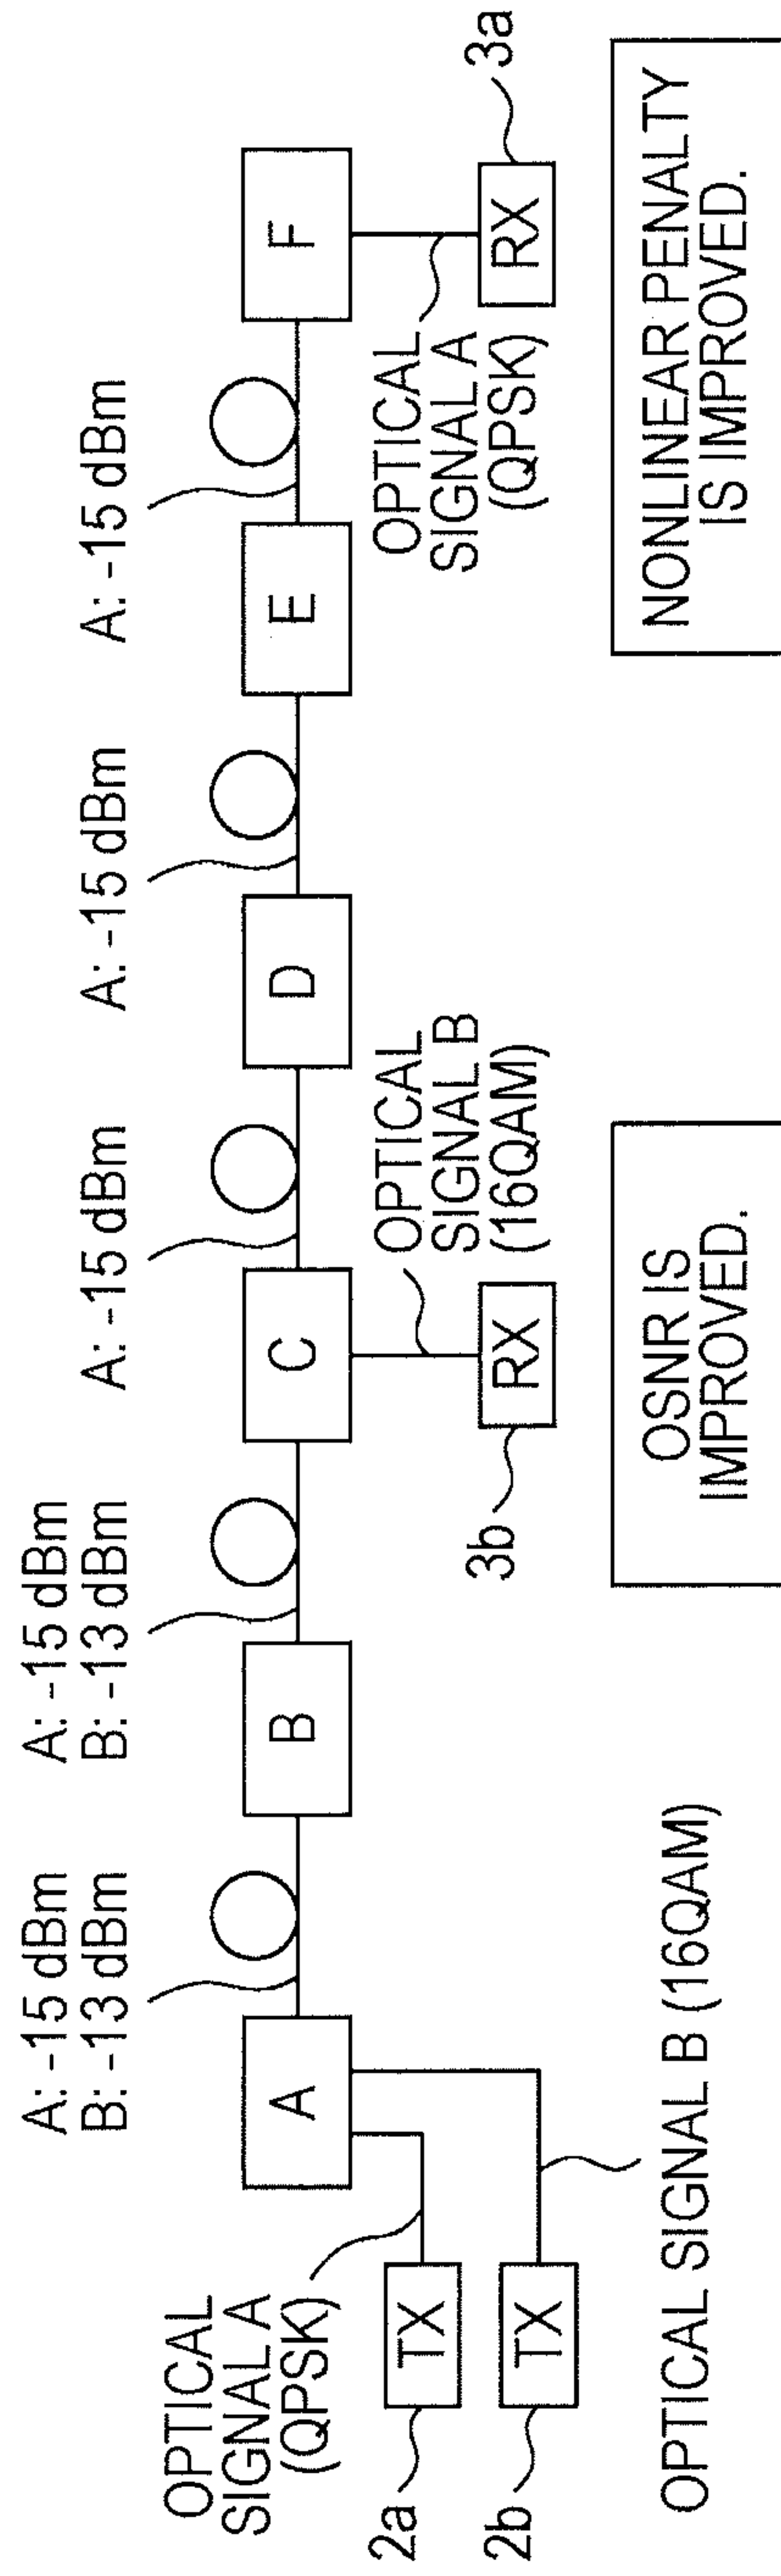 A: -15 dBm
B: -13 dBm
A: -15 dBm
B: -13 dBm
A: -15 dBm
A: -15 dBm
A: -15 dBm
A
B
C
D
E
F
OPTICAL
SIGNAL A
(QPSK)
2a
TX
2b
TX
OPTICAL SIGNAL B (16QAM)
3b
RX
OPTICAL
SIGNAL B
(16QAM)
OPTICAL
SIGNAL A
(QPSK)
RX
3a
OSNR IS
IMPROVED.
NONLINEAR PENALTY
IS IMPROVED.